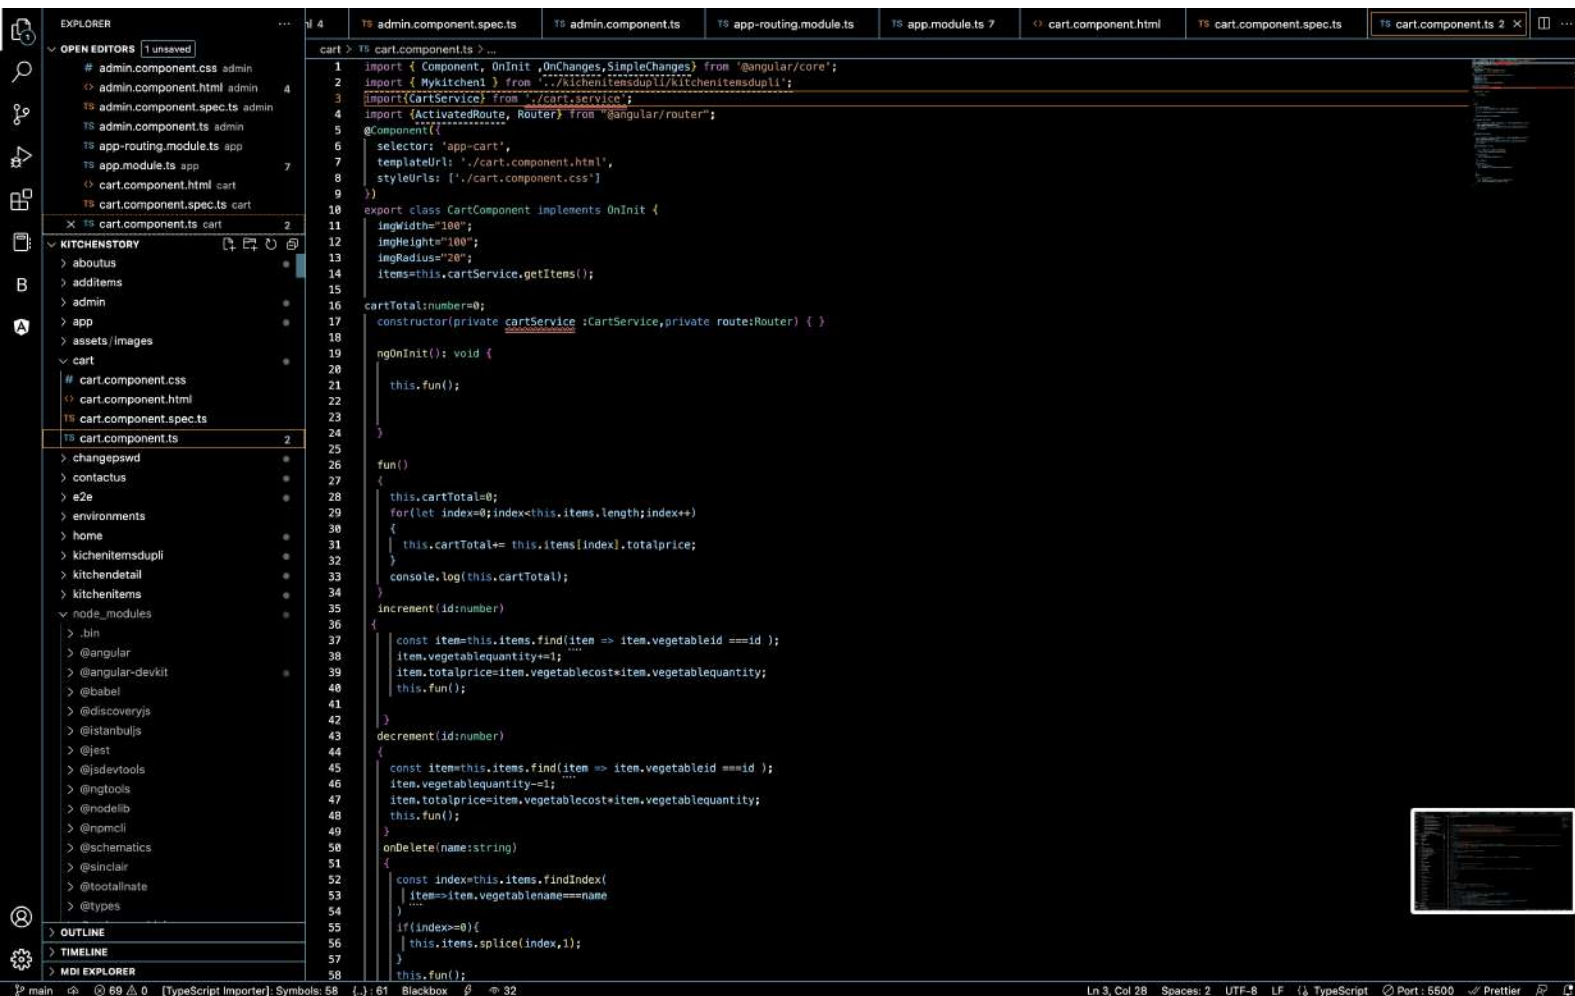 EXPLORER
OPEN EDITORS 1 unsaved
# admin.component.css admin
<> admin.component.html admin 4
TS admin.component.spec.ts admin
TS admin.component.ts admin
TS app-routing.module.ts app
TS app.module.ts app 7
<> cart.component.html cart
TS cart.component.spec.ts cart
TS cart.component.ts cart 2
KITCHENSTORY
aboutus
additems
admin
app
assets/images
cart
# cart.component.css
<> cart.component.html
TS cart.component.spec.ts
TS cart.component.ts 2
changepswd
contactus
e2e
environments
home
kichenitemsdupli
kitchendetail
kitchenitems
node_modules
.bin
@angular
@angular-devkit
@babel
@discoveryjs
@istanbuljs
@jest
@jsdevtools
@ngtools
@nodelib
@npmcli
@schematics
@sinclair
@tootallnate
@types
OUTLINE
TIMELINE
MDI EXPLORER
4 TS admin.component.spec.ts TS admin.component.ts TS app-routing.module.ts TS app.module.ts 7 <> cart.component.html TS cart.component.spec.ts TS cart.component.ts 2
cart > TS cart.component.ts > ...
1 import { Component, OnInit ,OnChanges,SimpleChanges} from '@angular/core';
2 import { Mykitchen1 } from '../kichenitemsdupli/kitchenitemsdupli';
3 import{CartService} from './cart.service';
4 import {ActivatedRoute, Router} from "@angular/router";
5 @Component({
6 selector: 'app-cart',
7 templateUrl: './cart.component.html',
8 styleUrls: ['./cart.component.css']
9 })
10 export class CartComponent implements OnInit {
11 imgWidth="100";
12 imgHeight="100";
13 imgRadius="20";
14 items=this.cartService.getItems();
15
16 cartTotal:number=0;
17 constructor(private cartService :CartService,private route:Router) { }
18
19 ngOnInit(): void {
20
21 this.fun();
22
23
24 }
25
26 fun()
27 {
28 this.cartTotal=0;
29 for(let index=0;index<this.items.length;index++)
30 {
31 this.cartTotal+= this.items[index].totalprice;
32 }
33 console.log(this.cartTotal);
34 }
35 increment(id:number)
36 {
37 const item=this.items.find(item => item.vegetableid ===id );
38 item.vegetablequantity+=1;
39 item.totalprice=item.vegetablecost*item.vegetablequantity;
40 this.fun();
41
42 }
43 decrement(id:number)
44 {
45 const item=this.items.find(item => item.vegetableid ===id );
46 item.vegetablequantity-=1;
47 item.totalprice=item.vegetablecost*item.vegetablequantity;
48 this.fun();
49 }
50 onDelete(name:string)
51 {
52 const index=this.items.findIndex(
53 item=>item.vegetablename===name
54 )
55 if(index>=0){
56 this.items.splice(index,1);
57 }
58 this.fun();
main 69 0 [TypeScript Importer]: Symbols: 58 {..} : 61 Blackbox 32 Ln 3, Col 28 Spaces: 2 UTF-8 LF TypeScript Port : 5500 Prettier